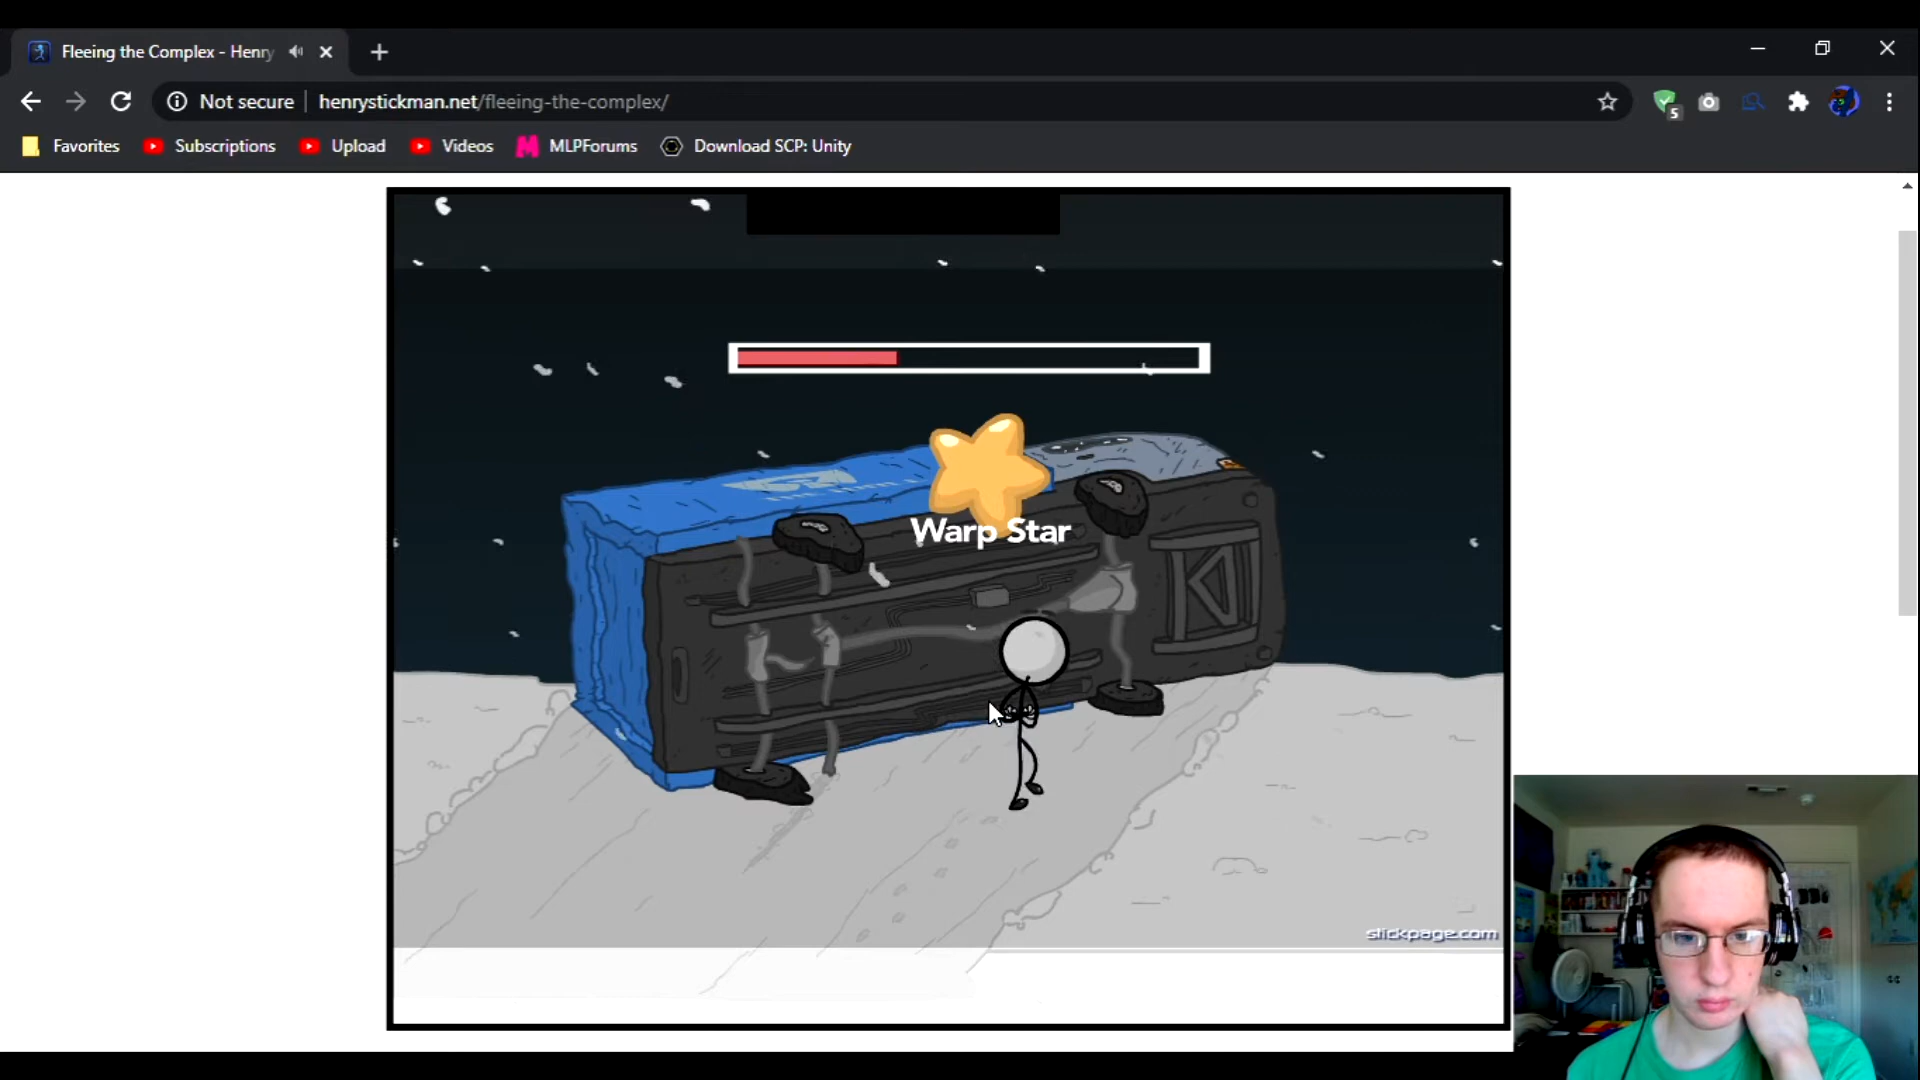 Fleeing the Complex - Henry
Not secure
henrystickman.net/fleeing-the-complex/
5
Favorites
Subscriptions
Upload
Videos
MLPForums
Download SCP: Unity
Warp Star
stickpage.com